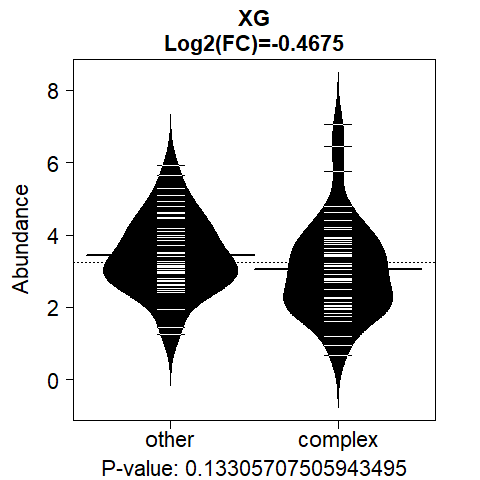 XG
Log2(FC)=-0.4675
Abundance
8
6
4
2
0
other complex
P-value: 0.13305707505943495